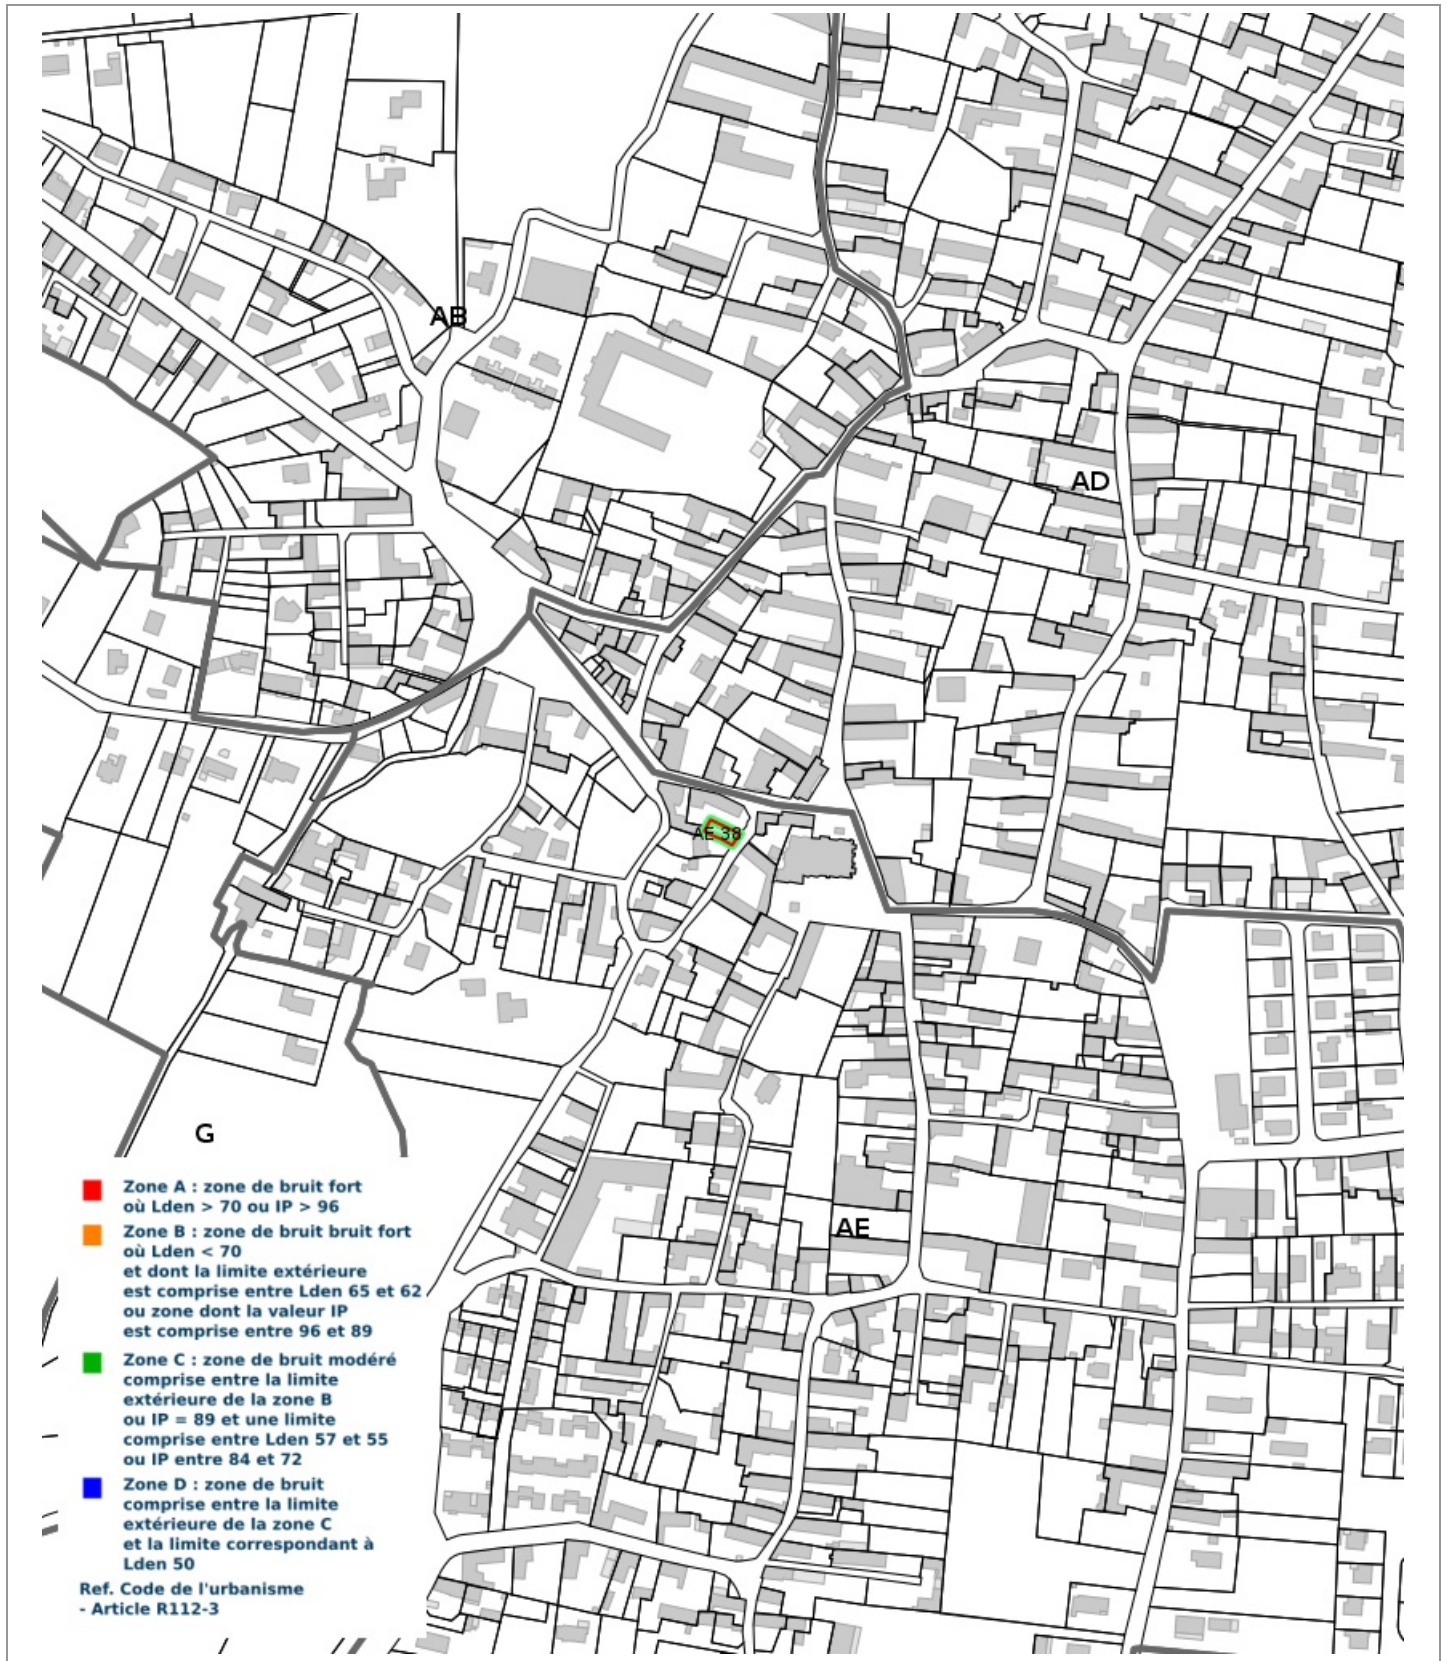 AB
AD
AE 38
G
AE
Zone A : zone de bruit fort
où Lden > 70 ou IP > 96
Zone B : zone de bruit bruit fort
où Lden < 70
et dont la limite extérieure
est comprise entre Lden 65 et 62
ou zone dont la valeur IP
est comprise entre 96 et 89
Zone C : zone de bruit modéré
comprise entre la limite
extérieure de la zone B
ou IP = 89 et une limite
comprise entre Lden 57 et 55
ou IP entre 84 et 72
Zone D : zone de bruit
comprise entre la limite
extérieure de la zone C
et la limite correspondant à
Lden 50
Ref. Code de l'urbanisme
- Article R112-3